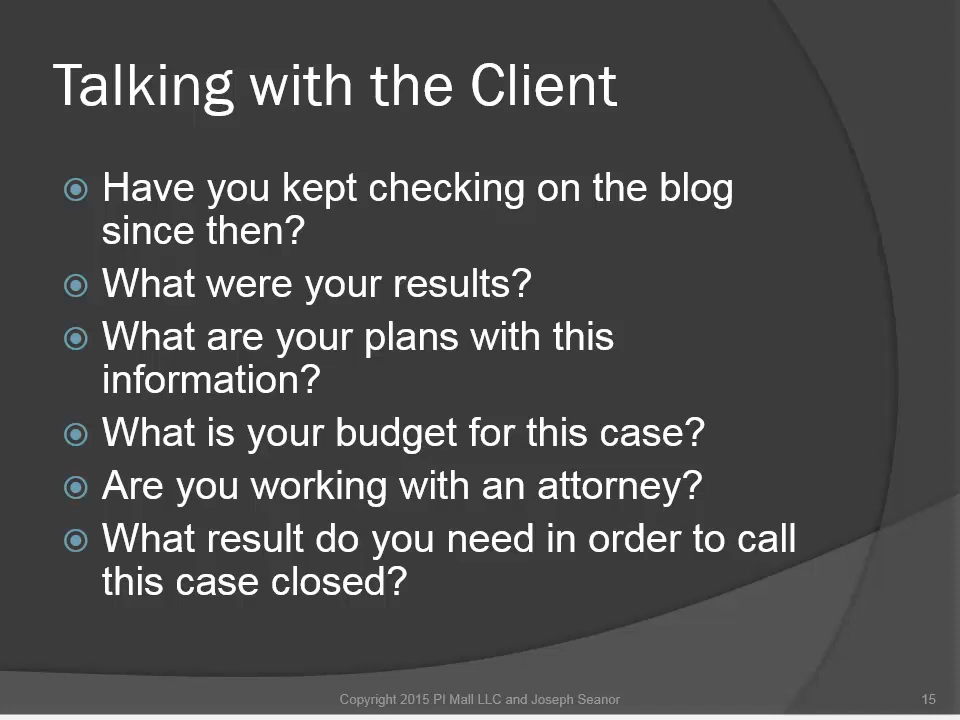 Talking with the Client
Have you kept checking on the blog
since then?
What were your results?
What are your plans with this
information?
What is your budget for this case?
Are you working with an attorney?
What result do you need in order to call
this case closed?
Copyright 2015 PI Mall LLC and Joseph Seanor
15